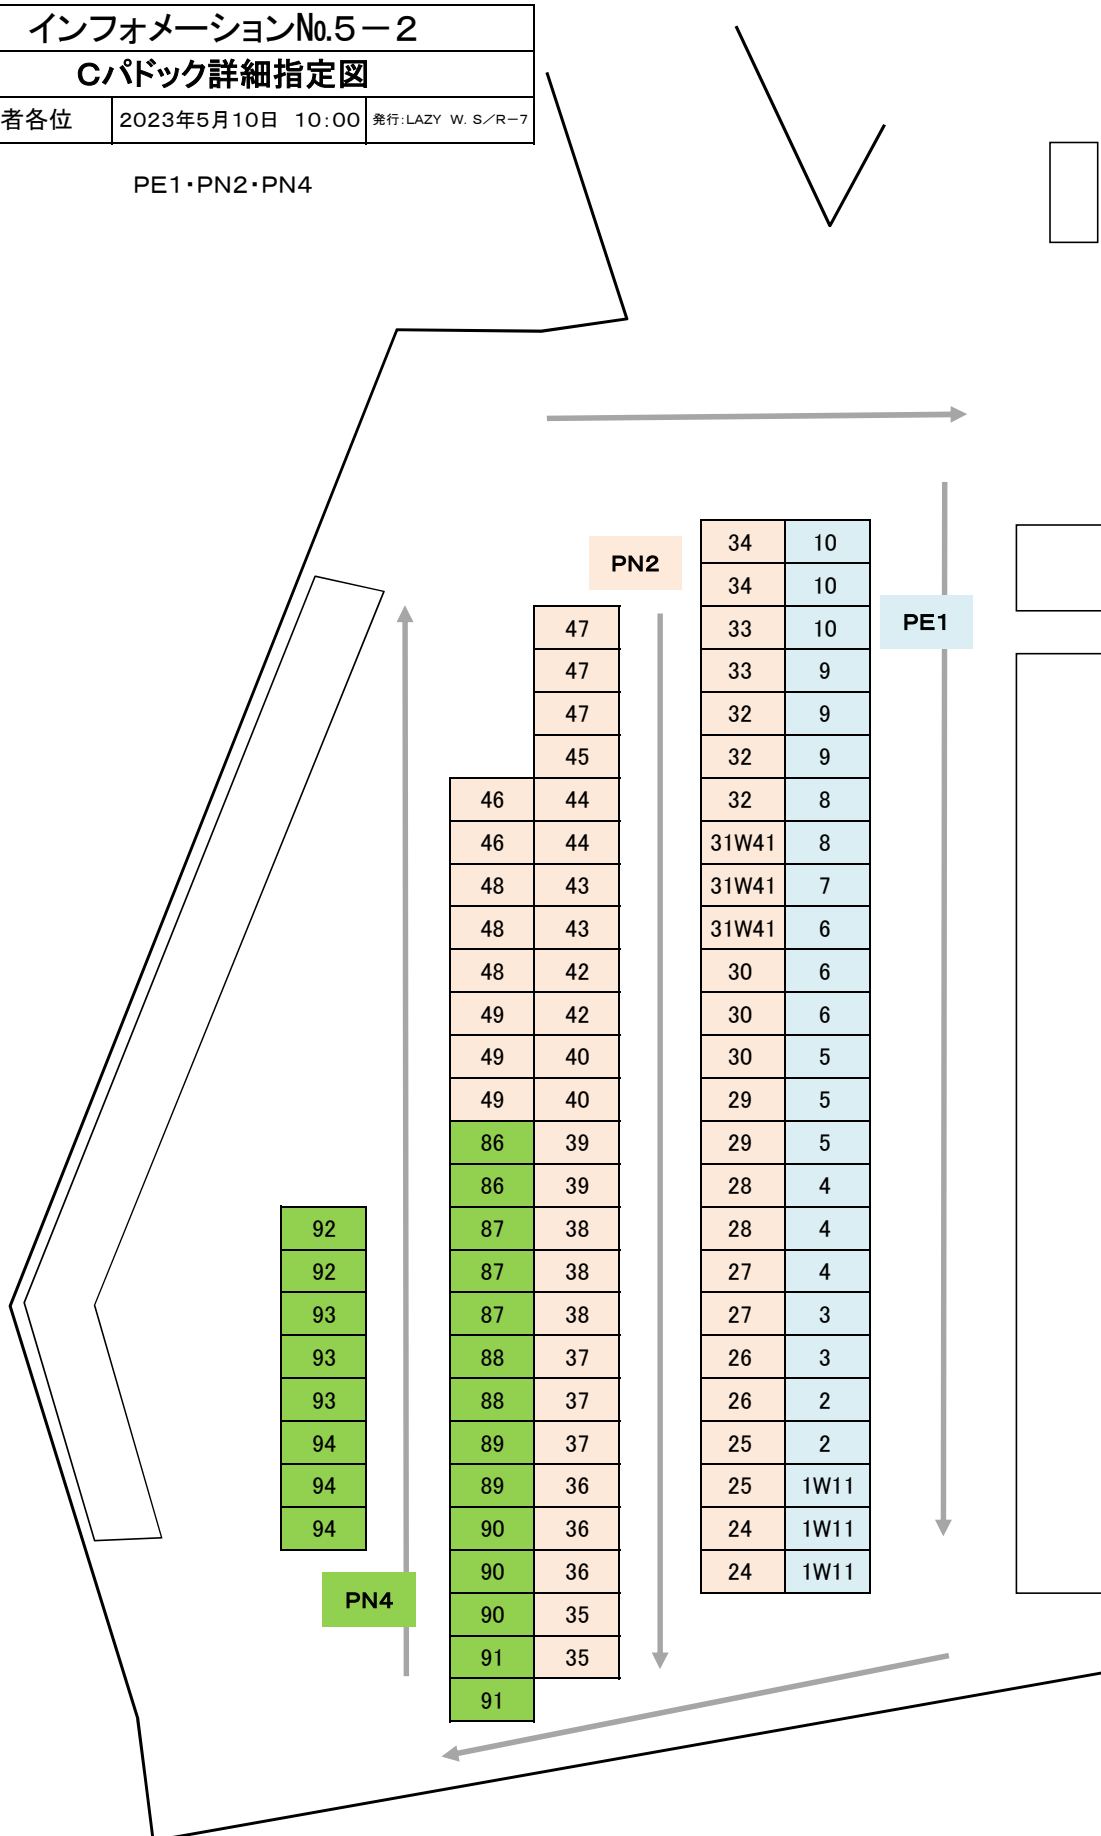 インフォメーション№5－2
Cパドック詳細指定図
者各位 2023年5月10日 10:00 発行:LAZY W. S／R－7
PE1・PN2・PN4
34 10
PN2
34 10
PE1
47 33 10
47 33 9
47 32 9
45 32 9
46 44 32 8
46 44 31W41 8
48 43 31W41 7
48 43 31W41 6
48 42 30 6
49 42 30 6
49 40 30 5
49 40 29 5
86 39 29 5
86 39 28 4
92 87 38 28 4
92 87 38 27 4
93 87 38 27 3
93 88 37 26 3
93 88 37 26 2
94 89 37 25 2
94 89 36 25 1W11
94 90 36 24 1W11
90 36 24 1W11
PN4
90 35
91 35
91